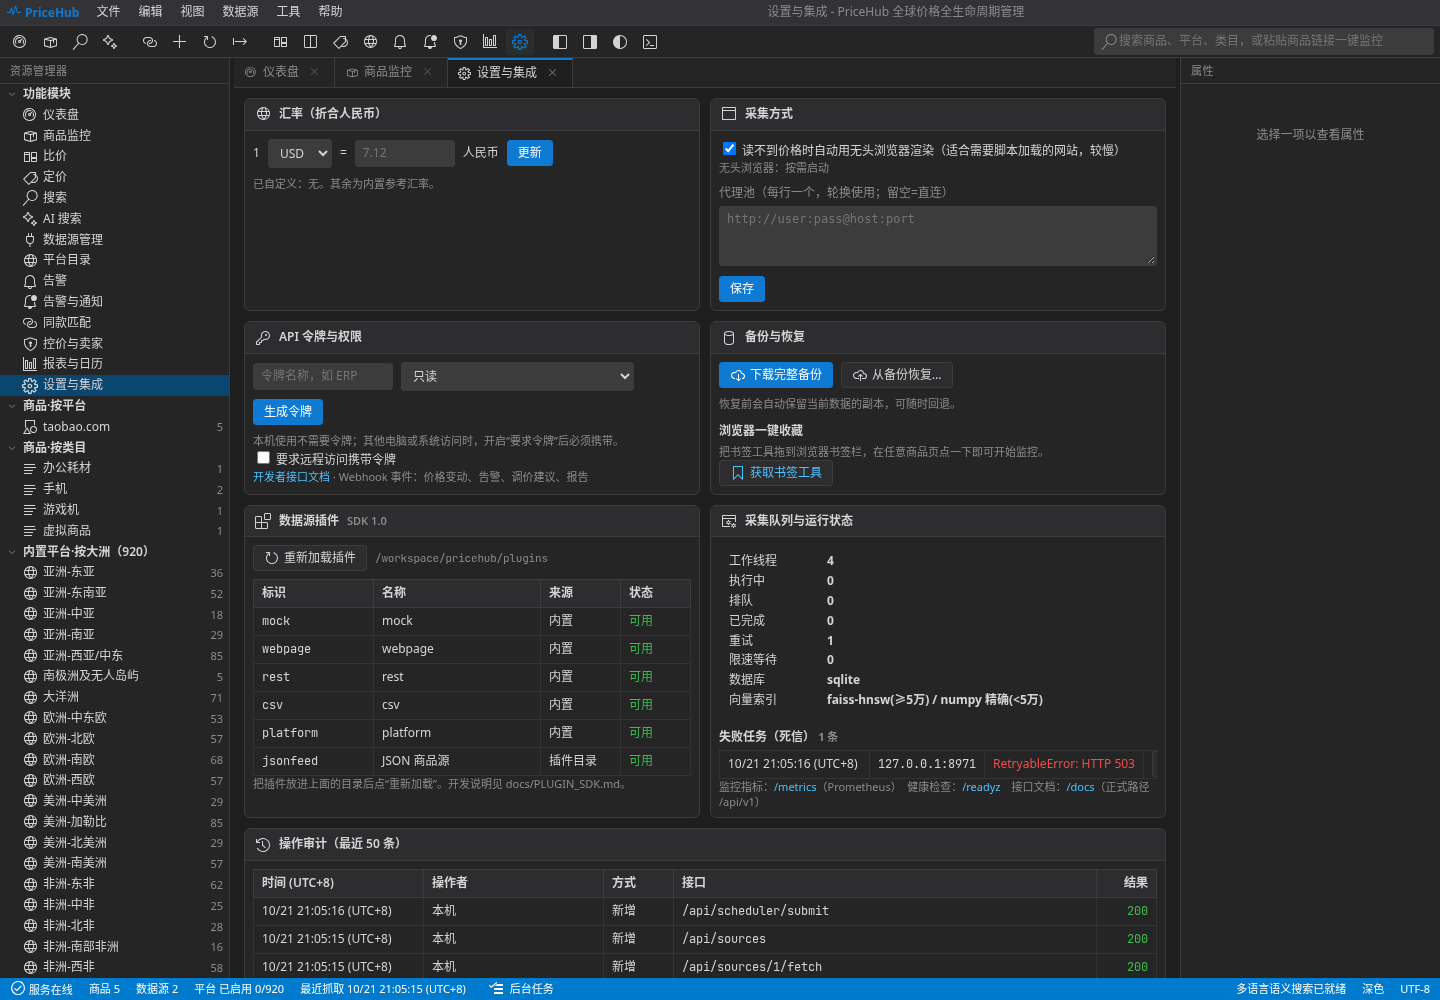 PriceHub 文件 编辑 视图 数据源 工具 帮助 设置与集成 - PriceHub 全球价格全生命周期管理
搜索商品、平台、类目，或粘贴商品链接一键监控
资源管理器
功能模块
仪表盘
商品监控
比价
定价
搜索
AI 搜索
数据源管理
平台目录
告警
告警与通知
同款匹配
控价与卖家
报表与日历
设置与集成
商品·按平台
taobao.com 5
商品·按类目
办公耗材 1
手机 2
游戏机 1
虚拟商品 1
内置平台·按大洲（920）
亚洲-东亚 36
亚洲-东南亚 52
亚洲-中亚 18
亚洲-南亚 29
亚洲-西亚/中东 85
南极洲及无人岛屿 5
大洋洲 71
欧洲-中东欧 53
欧洲-北欧 57
欧洲-南欧 68
欧洲-西欧 57
美洲-中美洲 29
美洲-加勒比 85
美洲-北美洲 29
美洲-南美洲 57
非洲-东非 62
非洲-中非 25
非洲-北非 28
非洲-南部非洲 16
非洲-西非 58
仪表盘 商品监控 设置与集成
汇率（折合人民币）
1 USD = 7.12 人民币 更新
已自定义：无。其余为内置参考汇率。
采集方式
读不到价格时自动用无头浏览器渲染（适合需要脚本加载的网站，较慢）
无头浏览器：按需启动
代理池（每行一个，轮换使用；留空=直连）
http://user:pass@host:port
保存
API 令牌与权限
令牌名称，如 ERP 只读
生成令牌
本机使用不需要令牌；其他电脑或系统访问时，开启“要求令牌”后必须携带。
要求远程访问携带令牌
开发者接口文档 · Webhook 事件：价格变动、告警、调价建议、报告
备份与恢复
下载完整备份 从备份恢复...
恢复前会自动保留当前数据的副本，可随时回退。
浏览器一键收藏
把书签工具拖到浏览器书签栏，在任意商品页点一下即可开始监控。
获取书签工具
数据源插件 SDK 1.0
重新加载插件 /workspace/pricehub/plugins
标识 名称 来源 状态
mock mock 内置 可用
webpage webpage 内置 可用
rest rest 内置 可用
csv csv 内置 可用
platform platform 内置 可用
jsonfeed JSON 商品源 插件目录 可用
把插件放进上面的目录后点“重新加载”。开发说明见 docs/PLUGIN_SDK.md。
采集队列与运行状态
工作线程 4
执行中 0
排队 0
已完成 0
重试 1
限速等待 0
数据库 sqlite
向量索引 faiss-hnsw(≥5万) / numpy 精确(<5万)
失败任务（死信） 1 条
10/21 21:05:16 (UTC+8) 127.0.0.1:8971 RetryableError: HTTP 503
监控指标：/metrics（Prometheus） 健康检查：/readyz 接口文档：/docs（正式路径
/api/v1）
操作审计（最近 50 条）
时间 (UTC+8) 操作者 方式 接口 结果
10/21 21:05:16 (UTC+8) 本机 新增 /api/scheduler/submit 200
10/21 21:05:15 (UTC+8) 本机 新增 /api/sources 200
10/21 21:05:15 (UTC+8) 本机 新增 /api/sources/1/fetch 200
属性
选择一项以查看属性
服务在线 商品 5 数据源 2 平台 已启用 0/920 最近抓取 10/21 21:05:15 (UTC+8) 后台任务 多语言语义搜索已就绪 深色 UTF-8